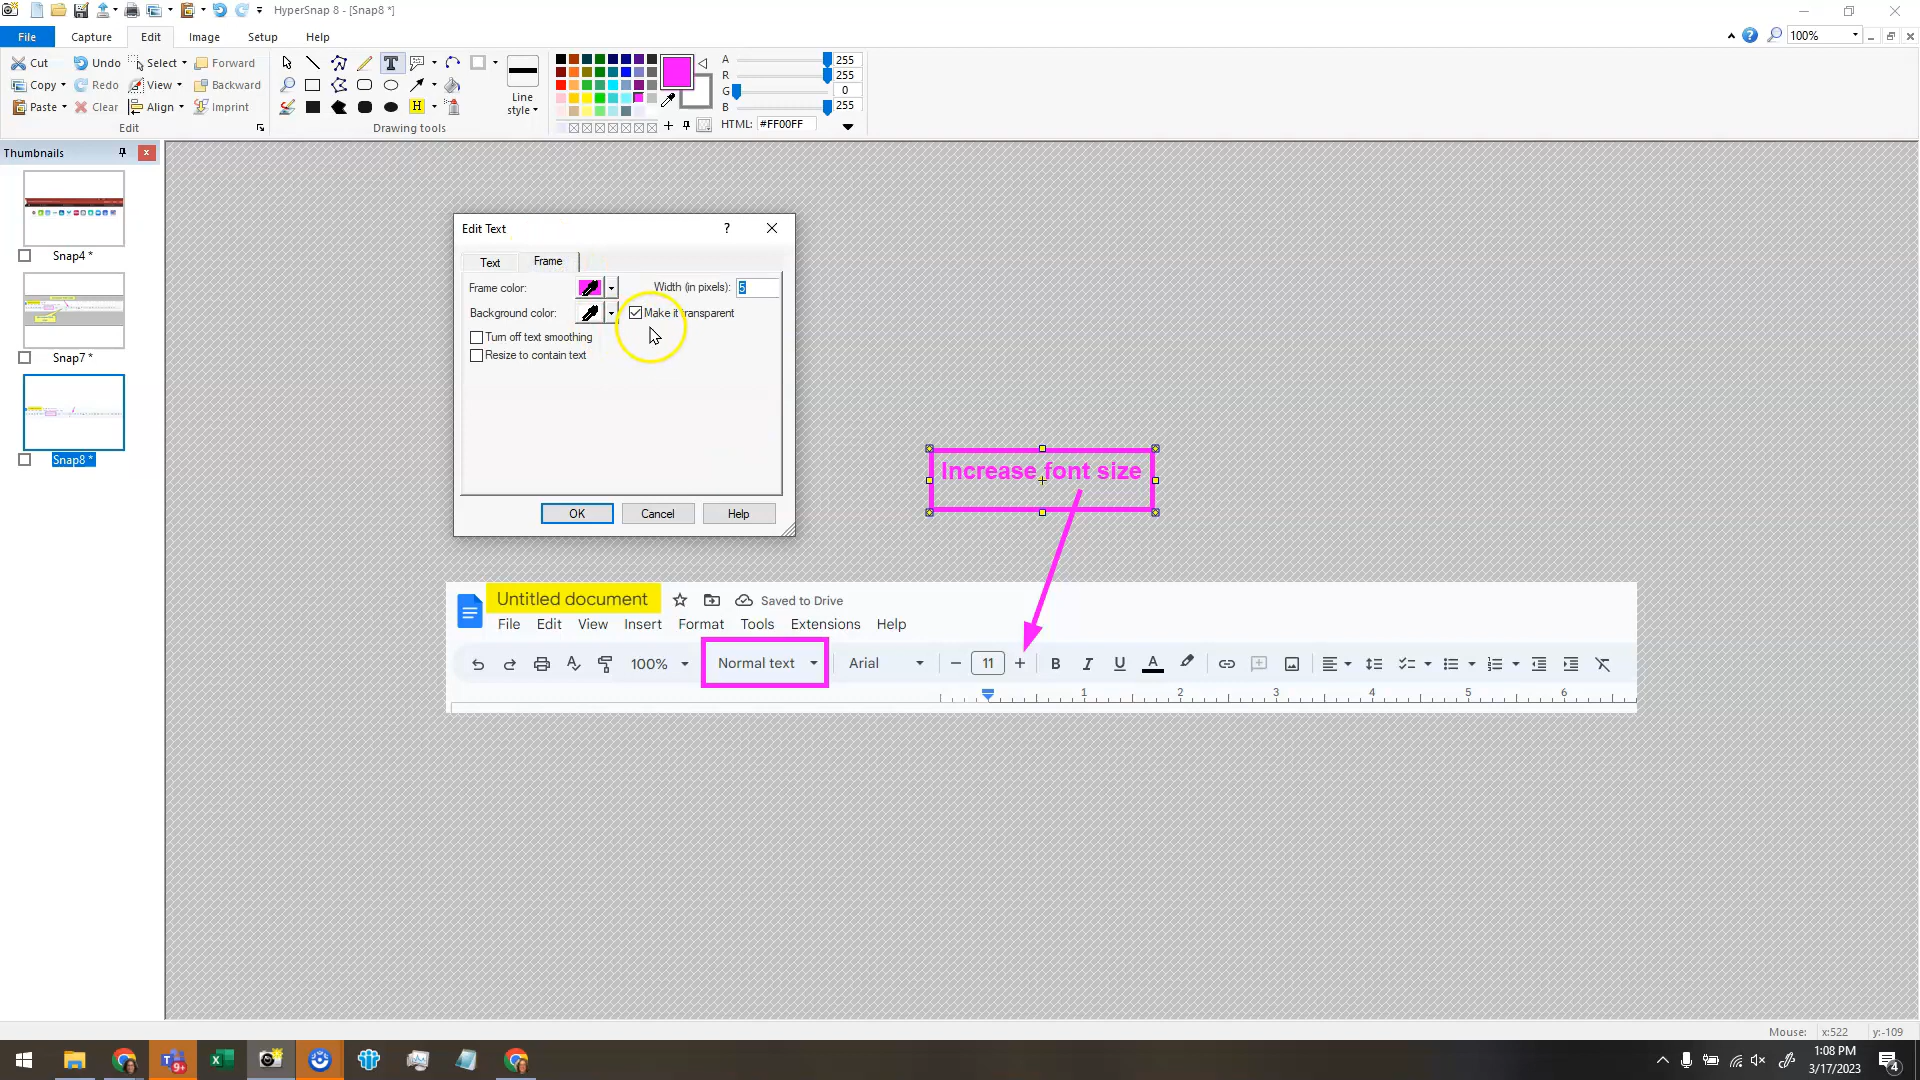 HyperSnap 8 - [Snap8 *]
File Capture Edit Image Setup Help
100%
Cut Undo Select Forward
Copy Redo View Backward
Paste Clear Align Imprint
Edit
Line
style
Drawing tools
A 255
R 255
G 0
B 255
HTML: #FF00FF
Thumbnails
Snap4 *
Snap7 *
Snap8 *
Edit Text
Text Frame
Frame color: Width (in pixels): 5
Background color: Make it transparent
Turn off text smoothing
Resize to contain text
OK Cancel Help
Increase font size
Untitled document Saved to Drive
File Edit View Insert Format Tools Extensions Help
100% Normal text Arial 11 B I U A
1 2 3 4 5 6
Mouse: x:522 y:-109
9+
1:08 PM
3/17/2023
4